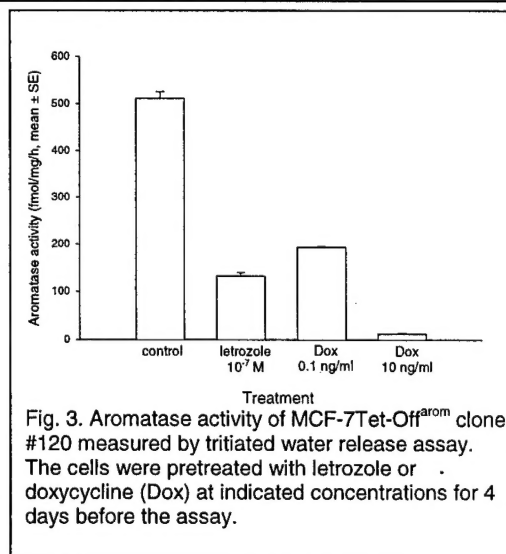 600
500
400
300
200
100
0
Aromatase activity (fmol/mg/h, mean ± SE)
control letrozole Dox Dox
10⁻⁷ M 0.1 ng/ml 10 ng/ml
Treatment
Fig. 3. Aromatase activity of MCF-7Tet-Off^arom clone
#120 measured by tritiated water release assay.
The cells were pretreated with letrozole or
doxycycline (Dox) at indicated concentrations for 4
days before the assay.